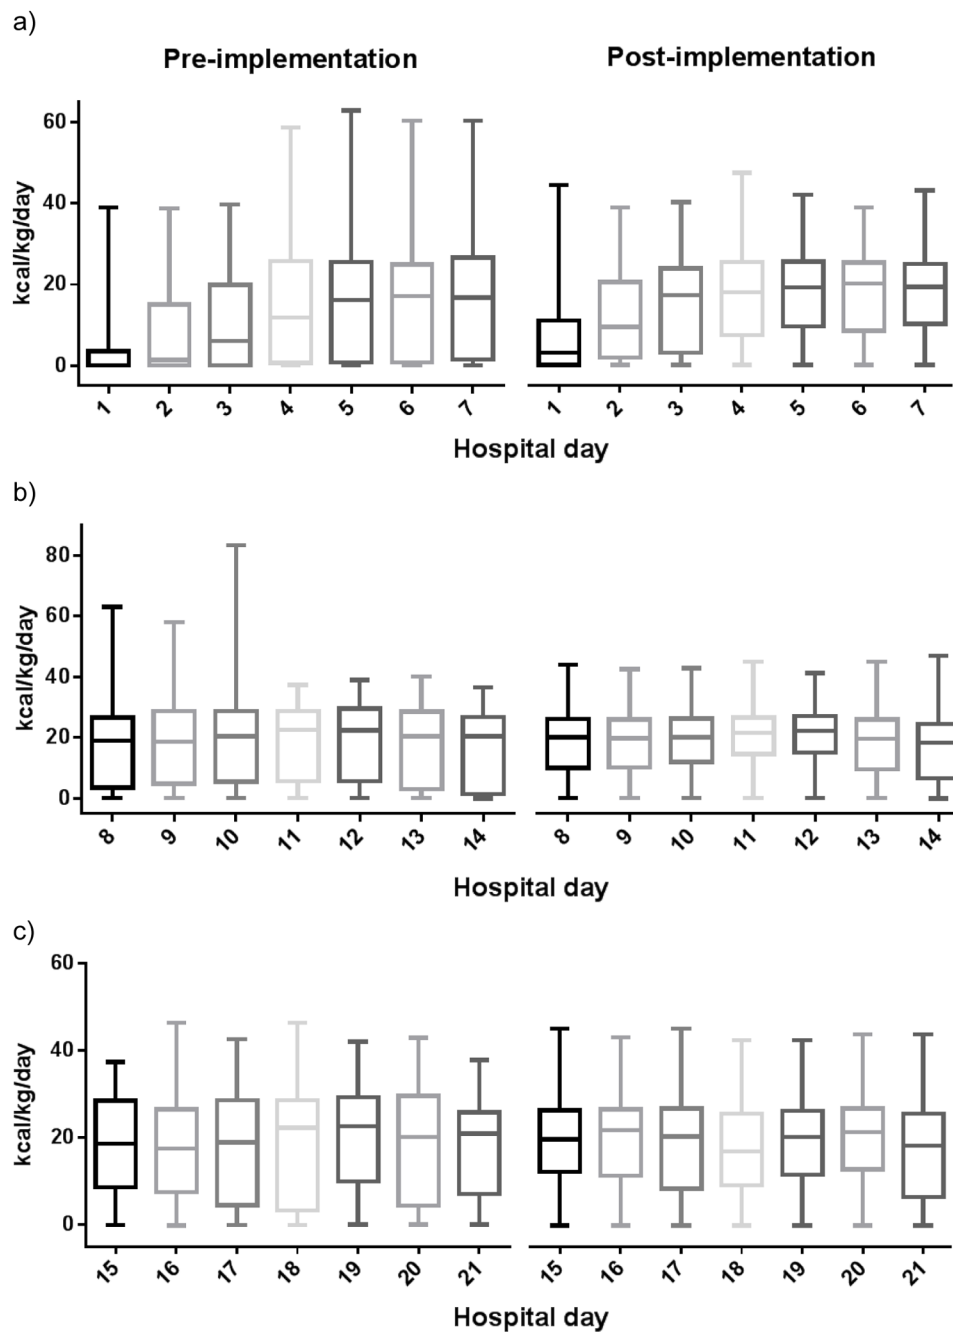 a)
Pre-implementation
Post-implementation
kcal/kg/day
60
40
20
0
1 2 3 4 5 6 7
1 2 3 4 5 6 7
Hospital day
b)
kcal/kg/day
80
60
40
20
0
8 9 10 11 12 13 14
8 9 10 11 12 13 14
Hospital day
c)
kcal/kg/day
60
40
20
0
15 16 17 18 19 20 21
15 16 17 18 19 20 21
Hospital day